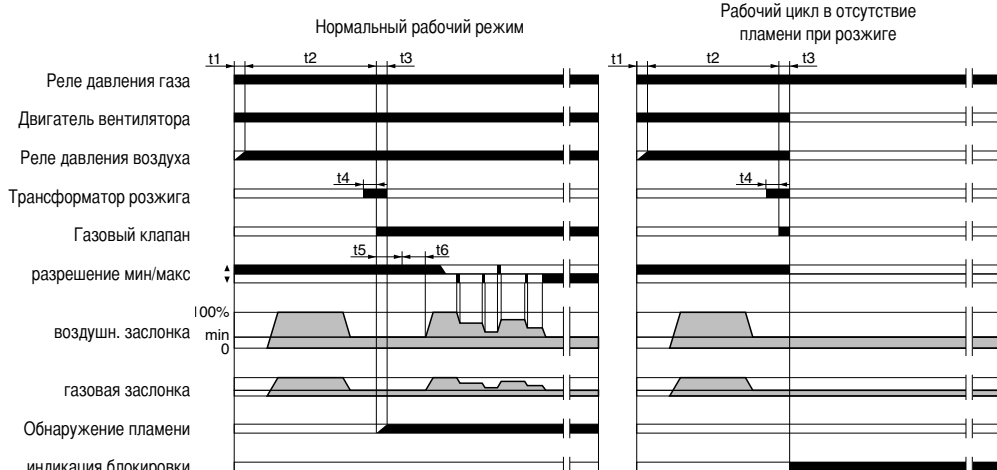 Нормальный рабочий режим
Рабочий цикл в отсутствие
пламени при розжиге
t1 t2 t3 t1 t2 t3
Реле давления газа
Двигатель вентилятора
Реле давления воздуха
t4 t4
Трансформатор розжига
Газовый клапан
t5 t6
разрешение мин/макс
100%
воздушн. заслонка
min
0
газовая заслонка
Обнаружение пламени
индикация блокировки